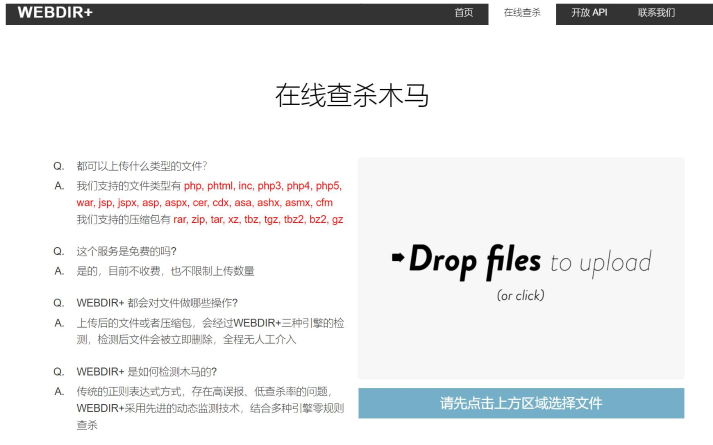 WEBDIR+
首页
在线查杀
开放 API
联系我们
在线查杀木马
Q. 都可以上传什么类型的文件?
A. 我们支持的文件类型有 php, phtml, inc, php3, php4, php5,
war, jsp, jspx, asp, aspx, cer, cdx, asa, ashx, asmx, cfm
我们支持的压缩包有 rar, zip, tar, xz, tbz, tgz, tbz2, bz2, gz
Q. 这个服务是免费的吗?
A. 是的，目前不收费，也不限制上传数量
Q. WEBDIR+ 都会对文件做哪些操作?
A. 上传后的文件或者压缩包，会经过WEBDIR+三种引擎的检
测，检测后文件会被立即删除，全程无人工介入
Q. WEBDIR+ 是如何检测木马的?
A. 传统的正则表达式方式，存在高误报、低查杀率的问题，
WEBDIR+采用先进的动态监测技术，结合多种引擎零规则
查杀
Drop files to upload
(or click)
请先点击上方区域选择文件